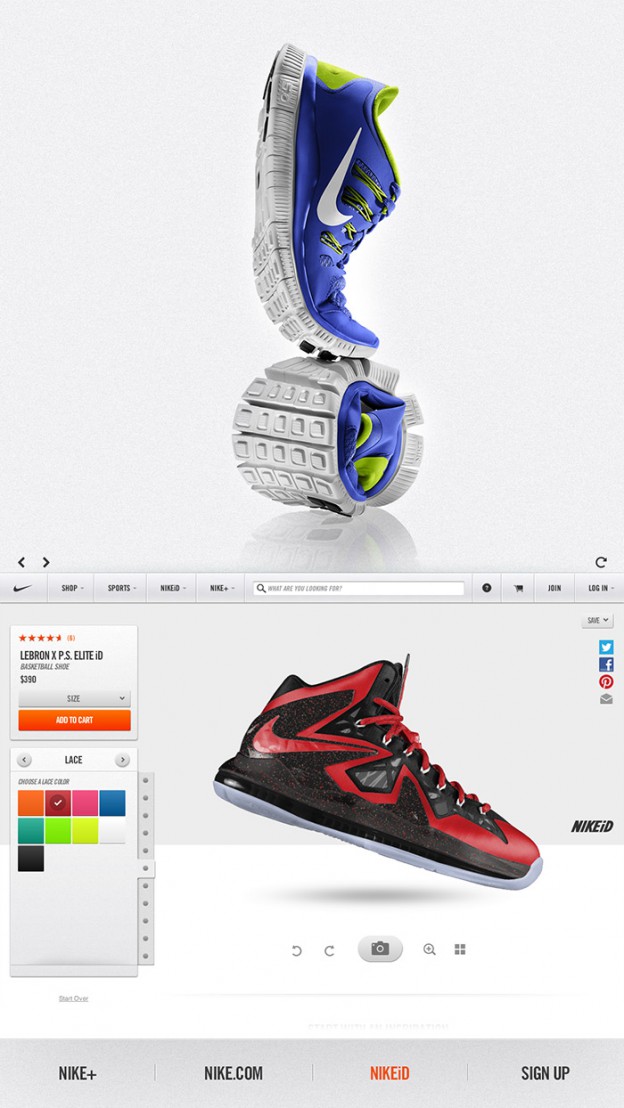 SHOP
SPORTS
NIKEiD
NIKE+
WHAT ARE YOU LOOKING FOR?
?
JOIN
LOG IN
SAVE
(6)
LEBRON X P.S. ELITE iD
BASKETBALL SHOE
$390
SIZE
ADD TO CART
LACE
CHOOSE A LACE COLOR
NIKEiD
Start Over
NIKE+
NIKE.COM
NIKEiD
SIGN UP